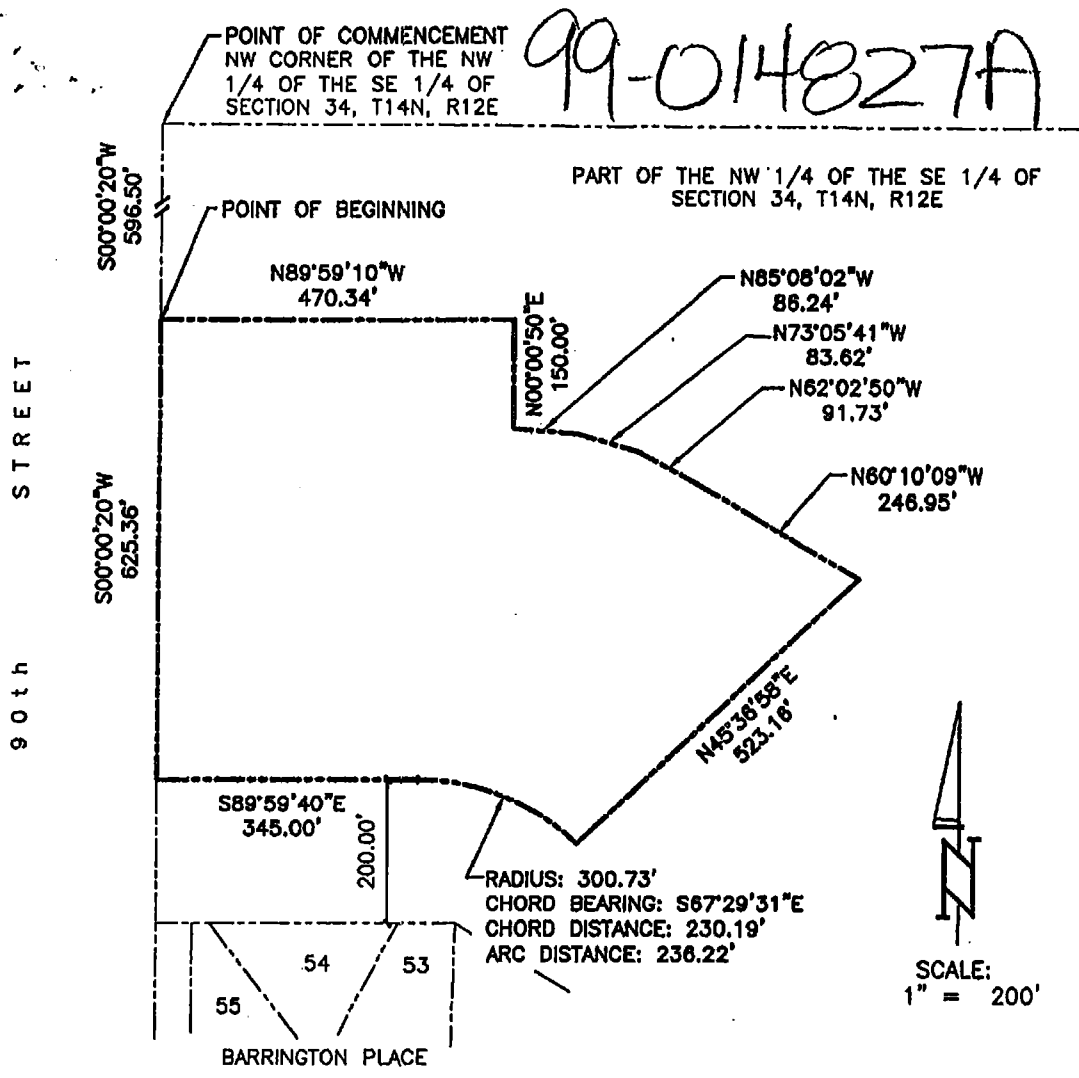 99-014827A
POINT OF COMMENCEMENT
NW CORNER OF THE NW
1/4 OF THE SE 1/4 OF
SECTION 34, T14N, R12E
S00°00'20"W
596.50'
PART OF THE NW 1/4 OF THE SE 1/4 OF
SECTION 34, T14N, R12E
POINT OF BEGINNING
N89°59'10"W
470.34'
N00°00'50"E
150.00'
N85°08'02"W
86.24'
N73°05'41"W
83.62'
N62°02'50"W
91.73'
N60°10'09"W
246.95'
90th STREET
S00°00'20"W
625.36'
N45°36'58"E
523.16'
S89°59'40"E
345.00'
200.00'
RADIUS: 300.73'
CHORD BEARING: S67°29'31"E
CHORD DISTANCE: 230.19'
ARC DISTANCE: 236.22'
N
SCALE:
1" = 200'
54
53
55
BARRINGTON PLACE